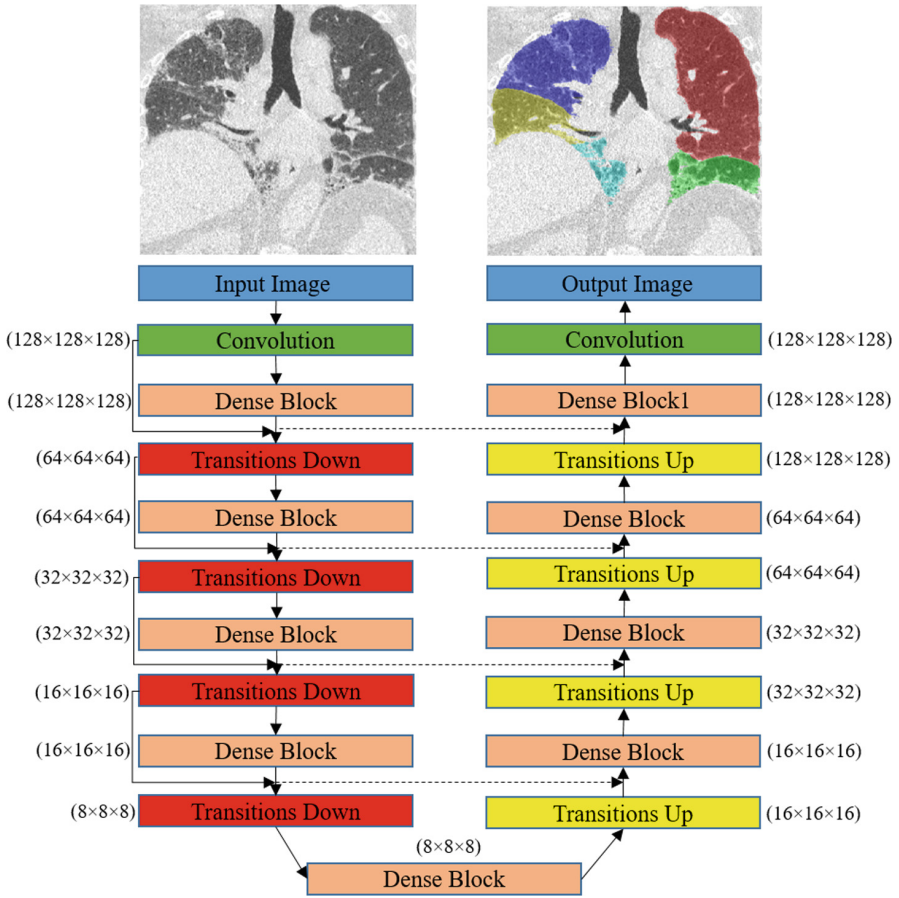 Input Image
(128×128×128)
Convolution
(128×128×128)
Dense Block
(64×64×64)
Transitions Down
(64×64×64)
Dense Block
(32×32×32)
Transitions Down
(32×32×32)
Dense Block
(16×16×16)
Transitions Down
(16×16×16)
Dense Block
(8×8×8)
Transitions Down
(8×8×8)
Dense Block
Output Image
Convolution
(128×128×128)
Dense Block1
(128×128×128)
Transitions Up
(128×128×128)
Dense Block
(64×64×64)
Transitions Up
(64×64×64)
Dense Block
(32×32×32)
Transitions Up
(32×32×32)
Dense Block
(16×16×16)
Transitions Up
(16×16×16)